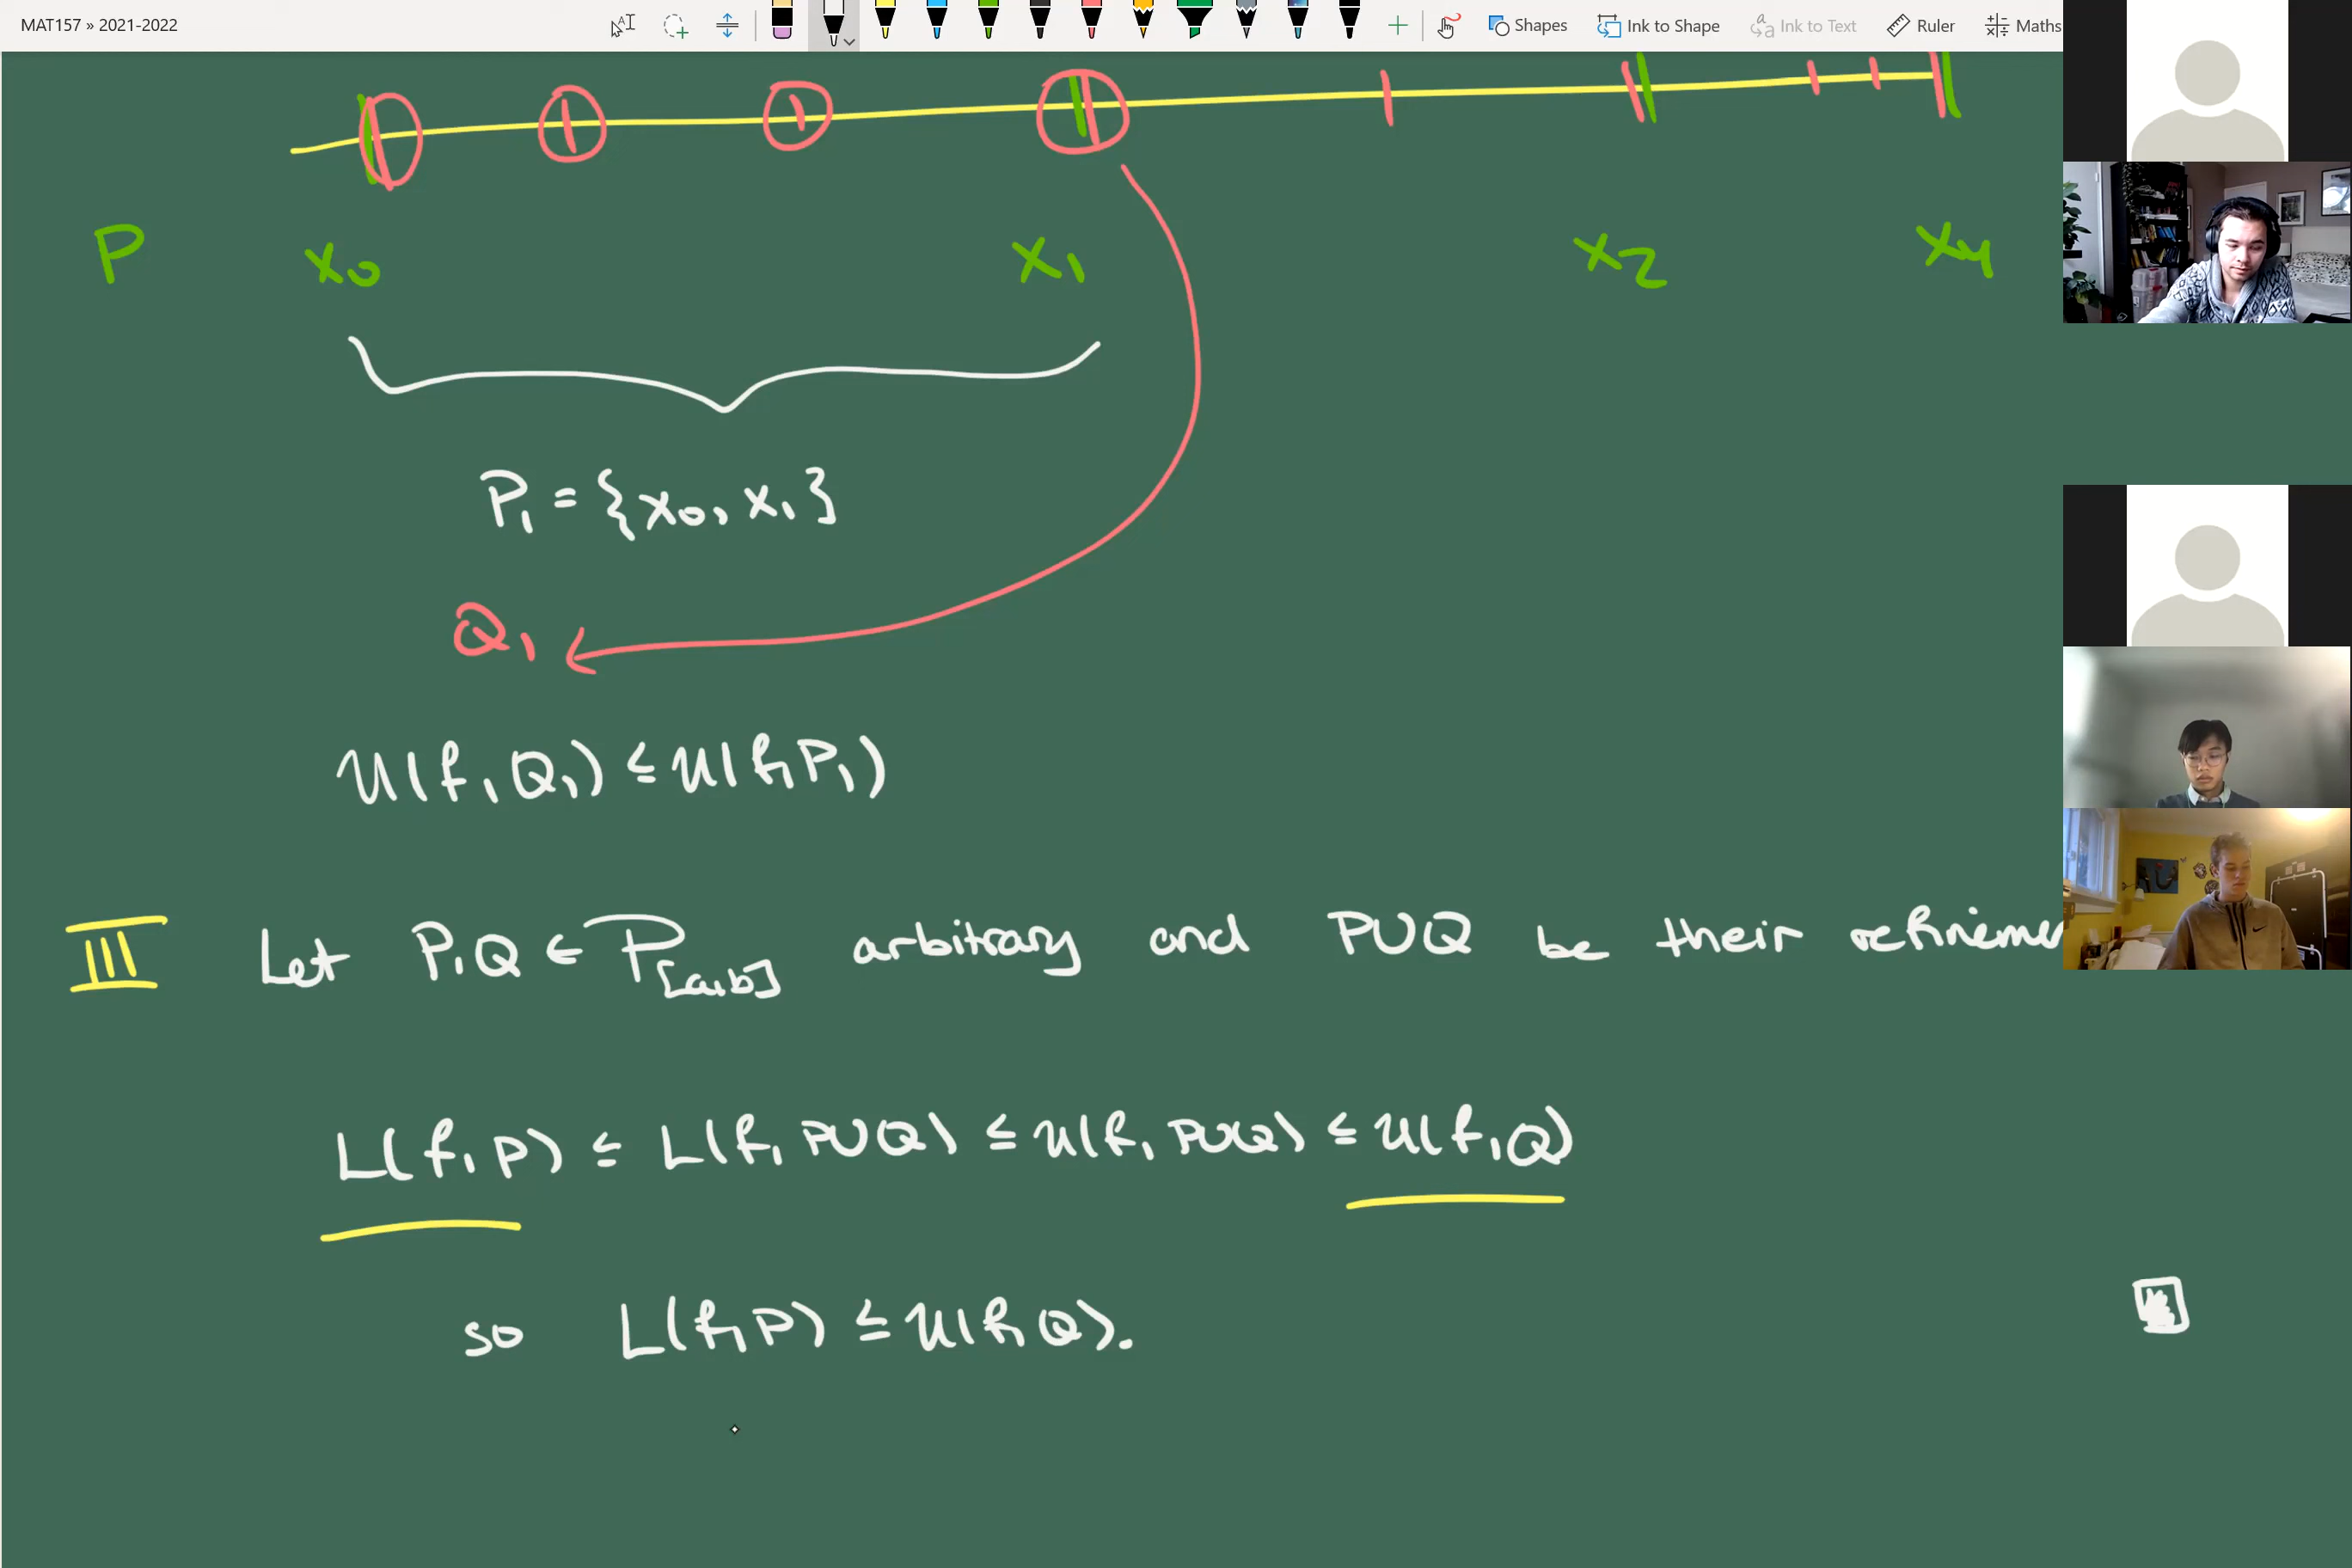 MAT157 » 2021-2022
Shapes Ink to Shape Ink to Text Ruler Maths
P x₀ x₁ x₂ x₄
P₁ = {x₀, x₁}
Q₁
U(f, Q₁) ≤ U(f, P₁)
III Let P, Q ∈ P[a,b] arbitrary and P∪Q be their refinemen
L(f, P) ≤ L(f, P∪Q) ≤ U(f, P∪Q) ≤ U(f, Q)
so L(f, P) ≤ U(f, Q).